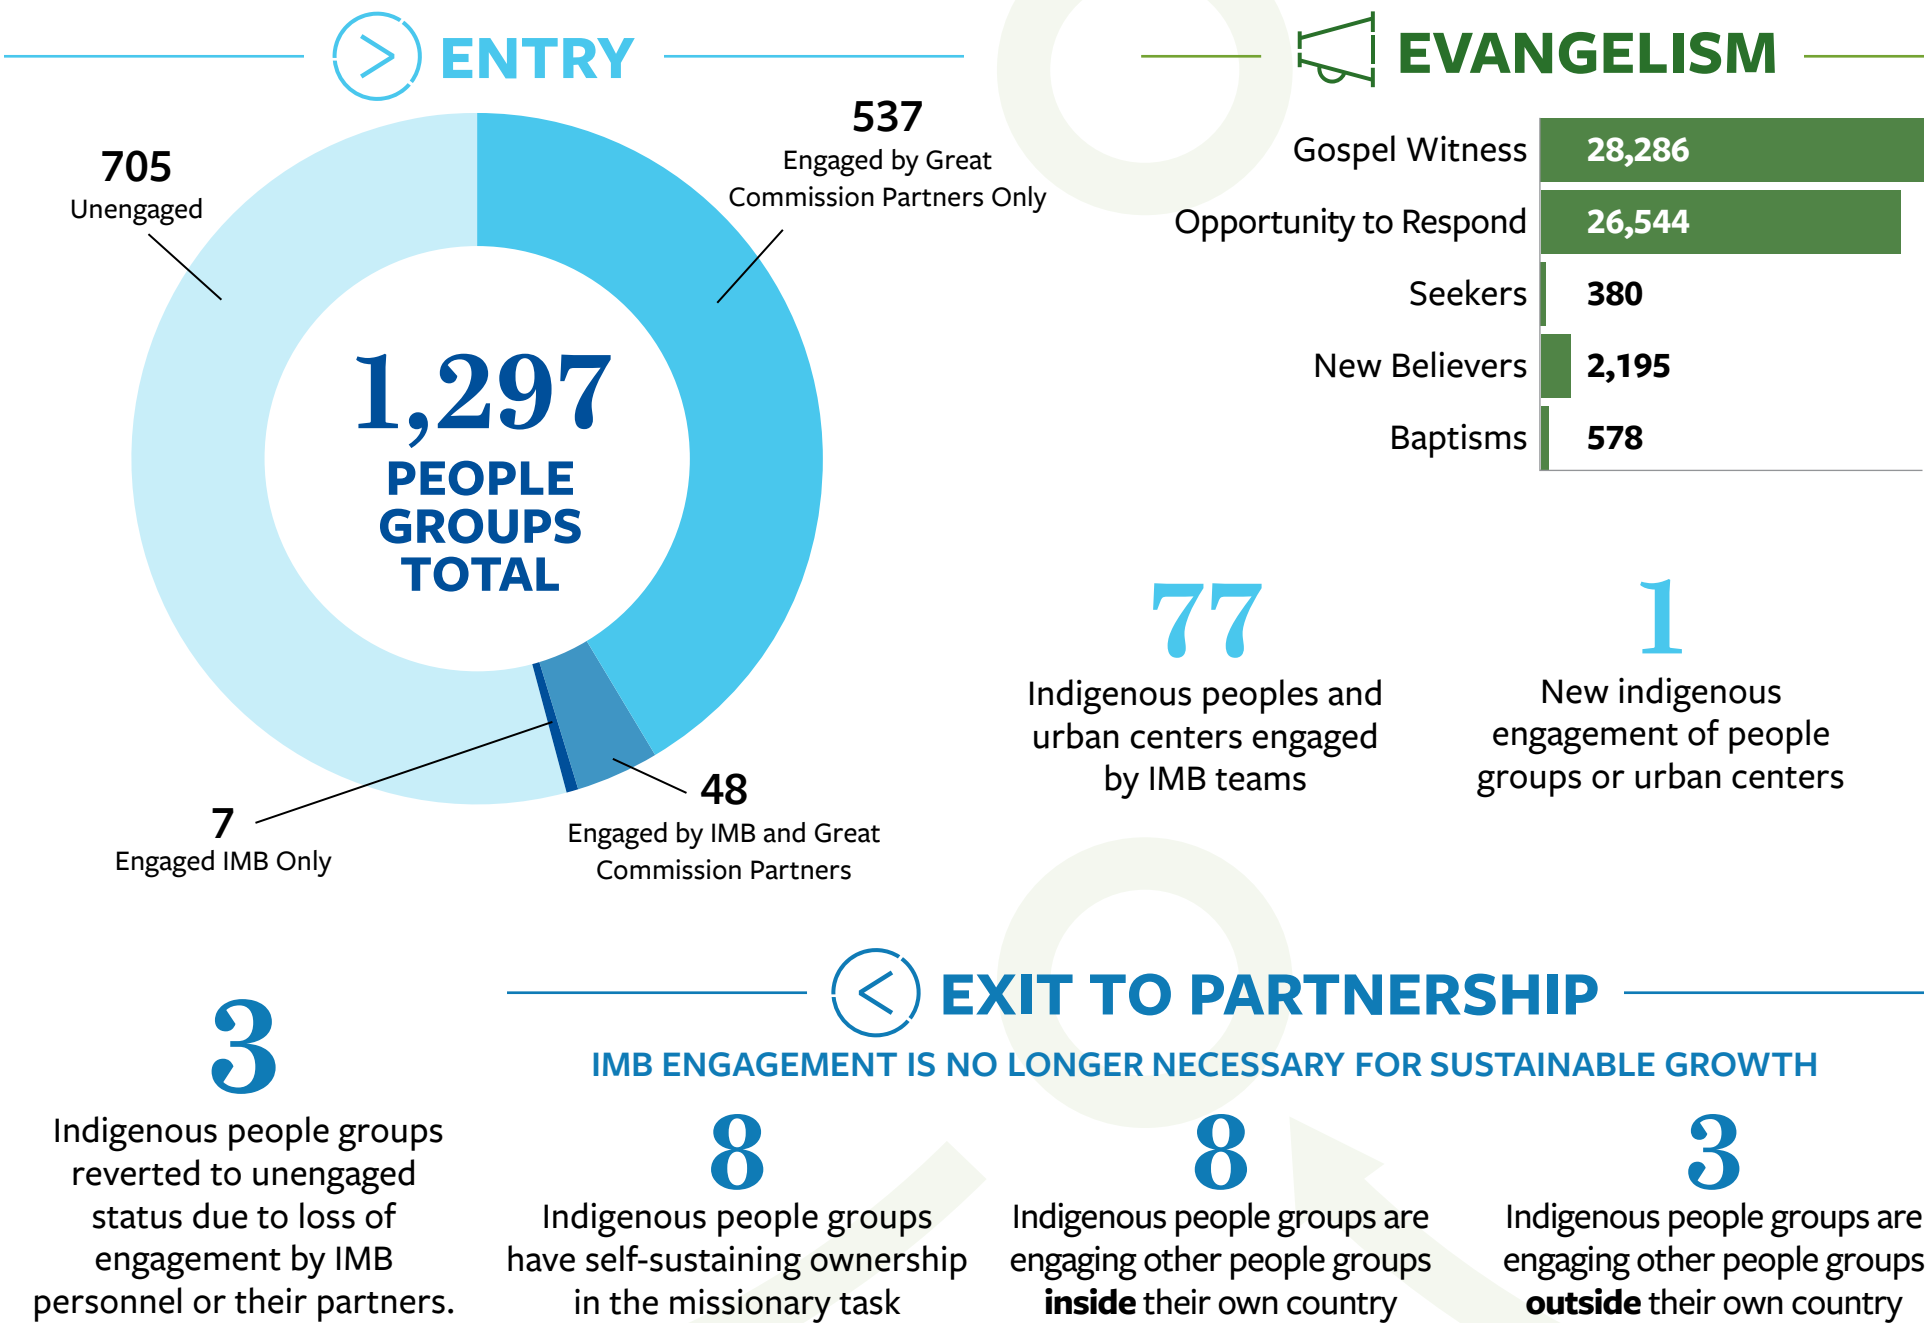 ENTRY
705
Unengaged
537
Engaged by Great
Commission Partners Only
1,297
PEOPLE
GROUPS
TOTAL
7
Engaged IMB Only
48
Engaged by IMB and Great
Commission Partners
EVANGELISM
Gospel Witness 28,286
Opportunity to Respond 26,544
Seekers 380
New Believers 2,195
Baptisms 578
77
Indigenous peoples and
urban centers engaged
by IMB teams
1
New indigenous
engagement of people
groups or urban centers
3
Indigenous people groups
reverted to unengaged
status due to loss of
engagement by IMB
personnel or their partners.
EXIT TO PARTNERSHIP
IMB ENGAGEMENT IS NO LONGER NECESSARY FOR SUSTAINABLE GROWTH
8
Indigenous people groups
have self-sustaining ownership
in the missionary task
8
Indigenous people groups are
engaging other people groups
inside their own country
3
Indigenous people groups are
engaging other people groups
outside their own country